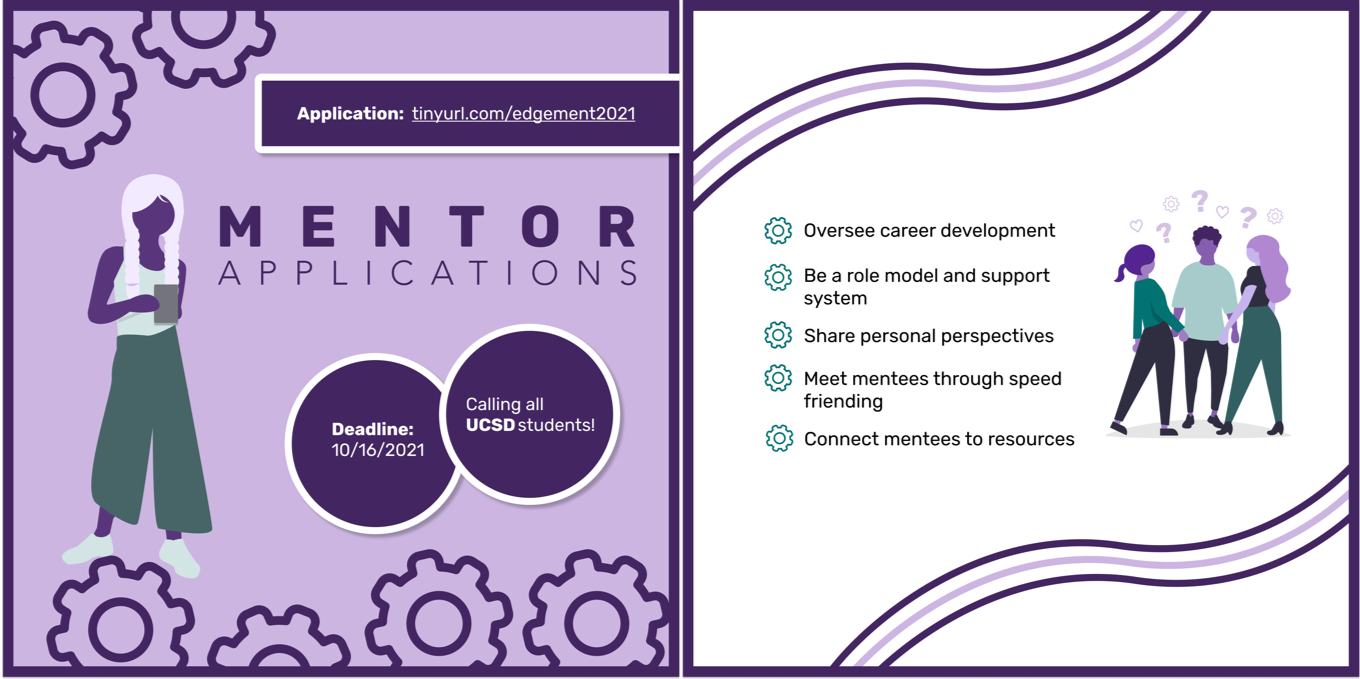 Application: tinyurl.com/edgement2021
MENTOR
APPLICATIONS
Calling all
UCSD students!
Deadline:
10/16/2021
Oversee career development
Be a role model and support
system
Share personal perspectives
Meet mentees through speed
friending
Connect mentees to resources
? ? ?